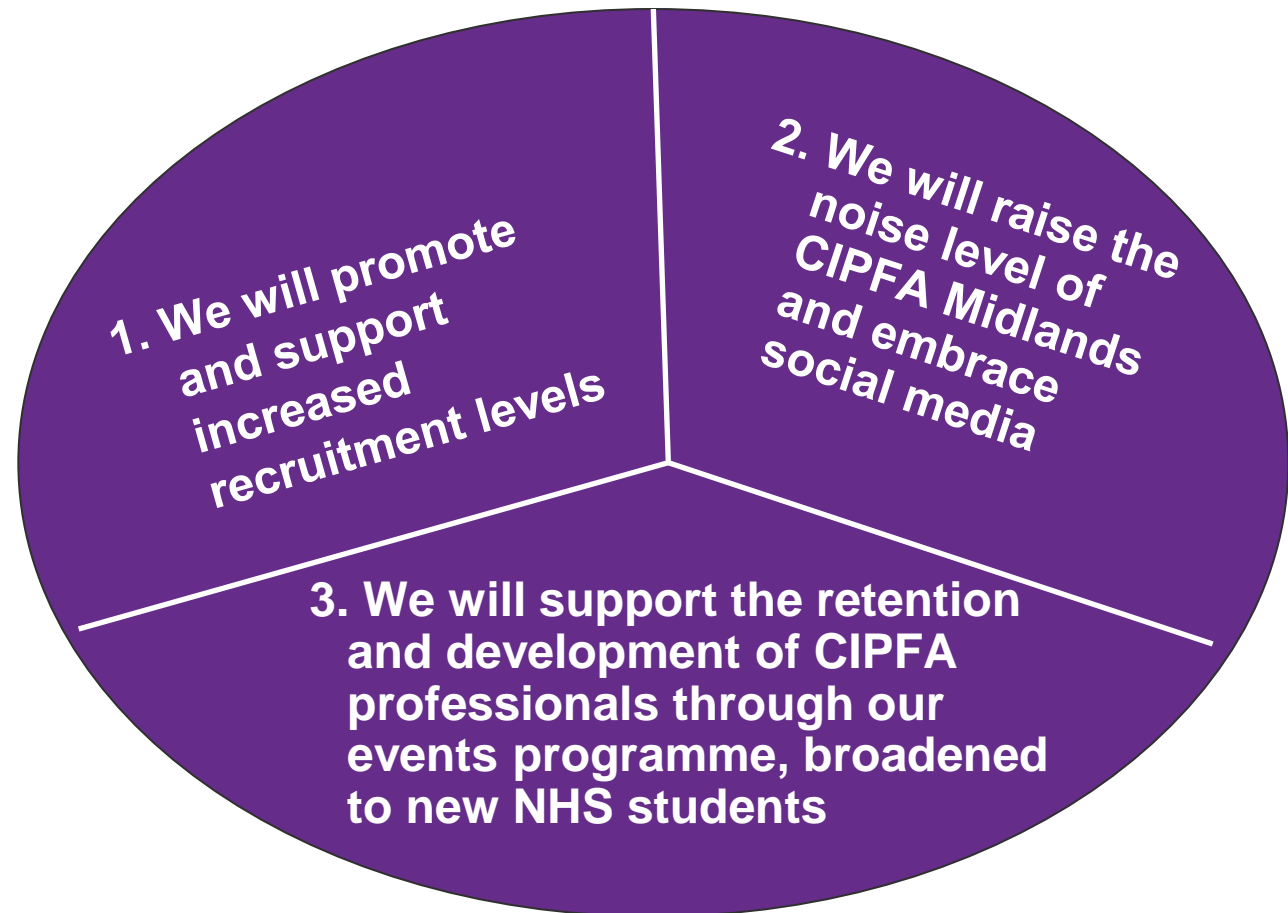 1. We will promote
and support
increased
recruitment levels
2. We will raise the
noise level of
CIPFA Midlands
and embrace
social media
3. We will support the retention
and development of CIPFA
professionals through our
events programme, broadened
to new NHS students